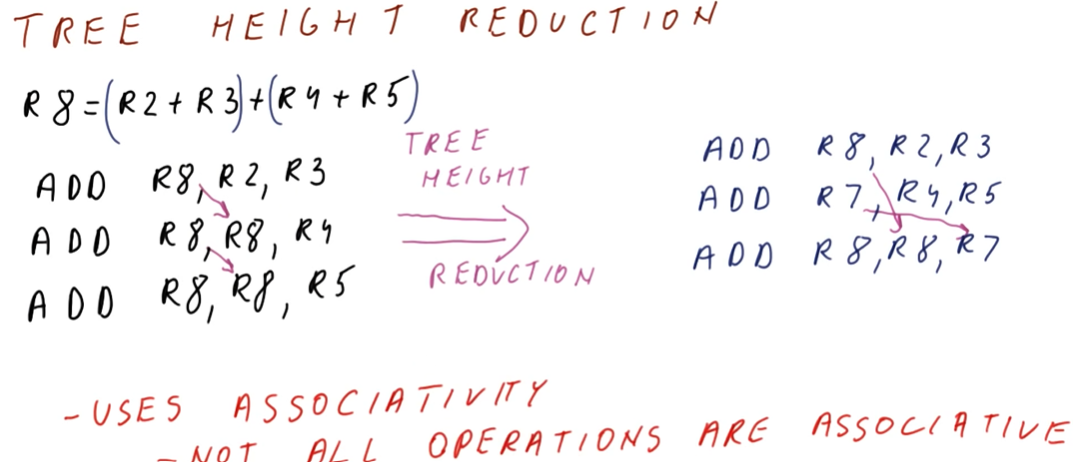 TREE HEIGHT REDUCTION
R8=(R2+R3)+(R4+R5)
ADD R8, R2, R3
ADD R8, R8, R4
ADD R8, R8, R5
TREE
HEIGHT
REDUCTION
ADD R8, R2, R3
ADD R7, R4, R5
ADD R8, R8, R7
-USES ASSOCIATIVITY
-NOT ALL OPERATIONS ARE ASSOCIATIVE